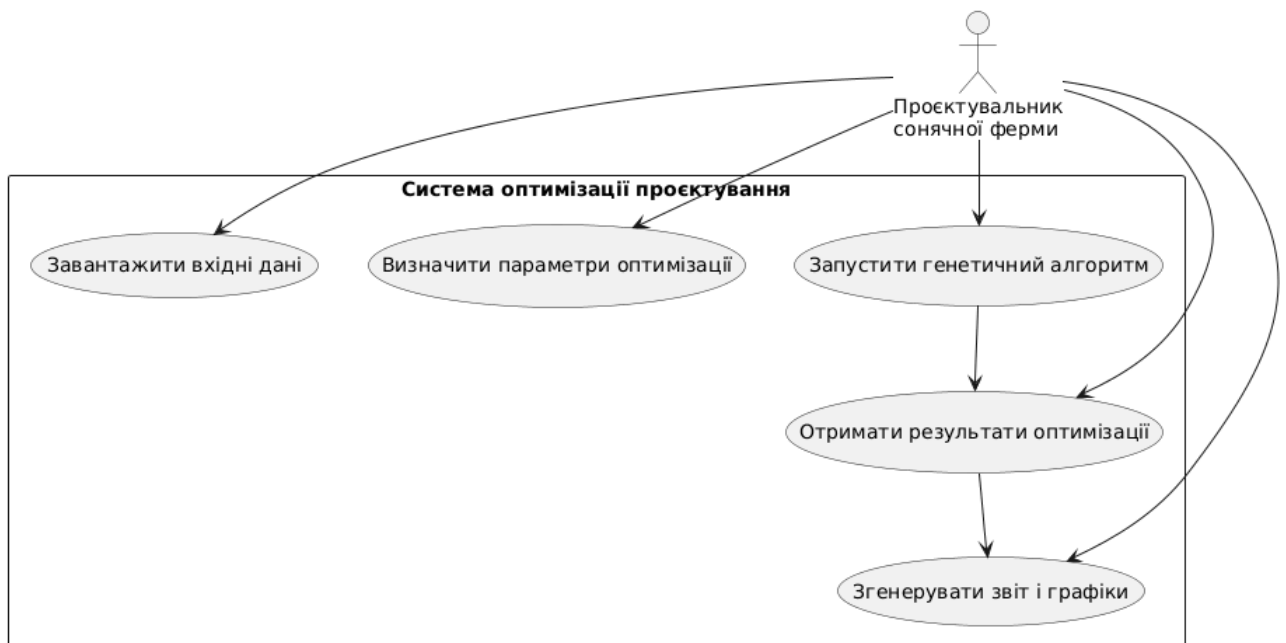 Проєктувальник
сонячної ферми
Система оптимізації проєктування
Завантажити вхідні дані
Визначити параметри оптимізації
Запустити генетичний алгоритм
Отримати результати оптимізації
Згенерувати звіт і графіки